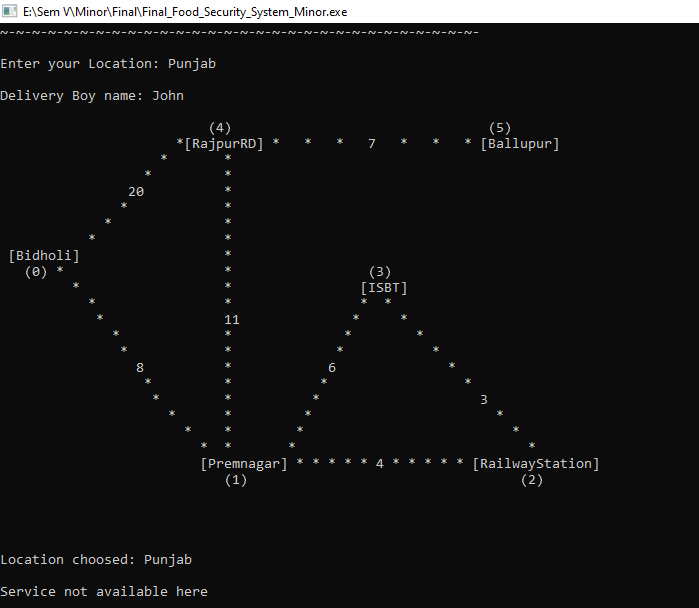 E:\Sem V\Minor\Final\Final_Food_Security_System_Minor.exe
~-~-~-~-~-~-~-~-~-~-~-~-~-~-~-~-~-~-~-~-~-~-~-~-~-~-~-~-~-~-
Enter your Location: Punjab
Delivery Boy name: John
(4) (5)
*[RajpurRD] * * * 7 * * * [Ballupur]
* *
* *
20 *
* *
* *
* *
[Bidholi] *
(0) * * (3)
* * [ISBT]
* * * *
* 11 * *
* * * *
* * * *
8 * 6 *
* * * *
* * * 3
* * * *
* * * *
* * * *
[Premnagar] * * * * * 4 * * * * * [RailwayStation]
(1) (2)
Location choosed: Punjab
Service not available here